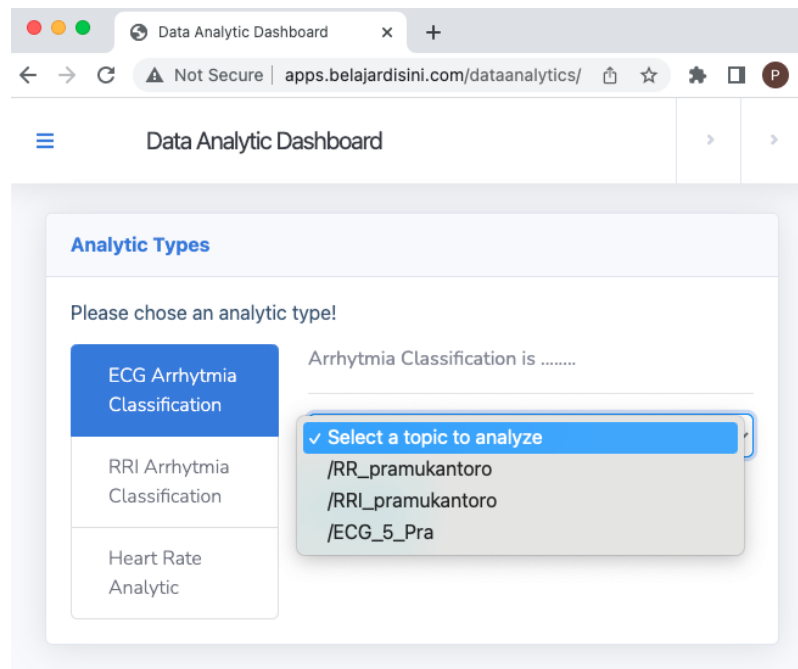 Data Analytic Dashboard
Not Secure | apps.belajardisini.com/dataanalytics/
P
Data Analytic Dashboard
Analytic Types
Please chose an analytic type!
ECG Arrhytmia
Classification
RRI Arrhytmia
Classification
Heart Rate
Analytic
Arrhytmia Classification is ........
✓ Select a topic to analyze
/RR_pramukantoro
/RRI_pramukantoro
/ECG_5_Pra